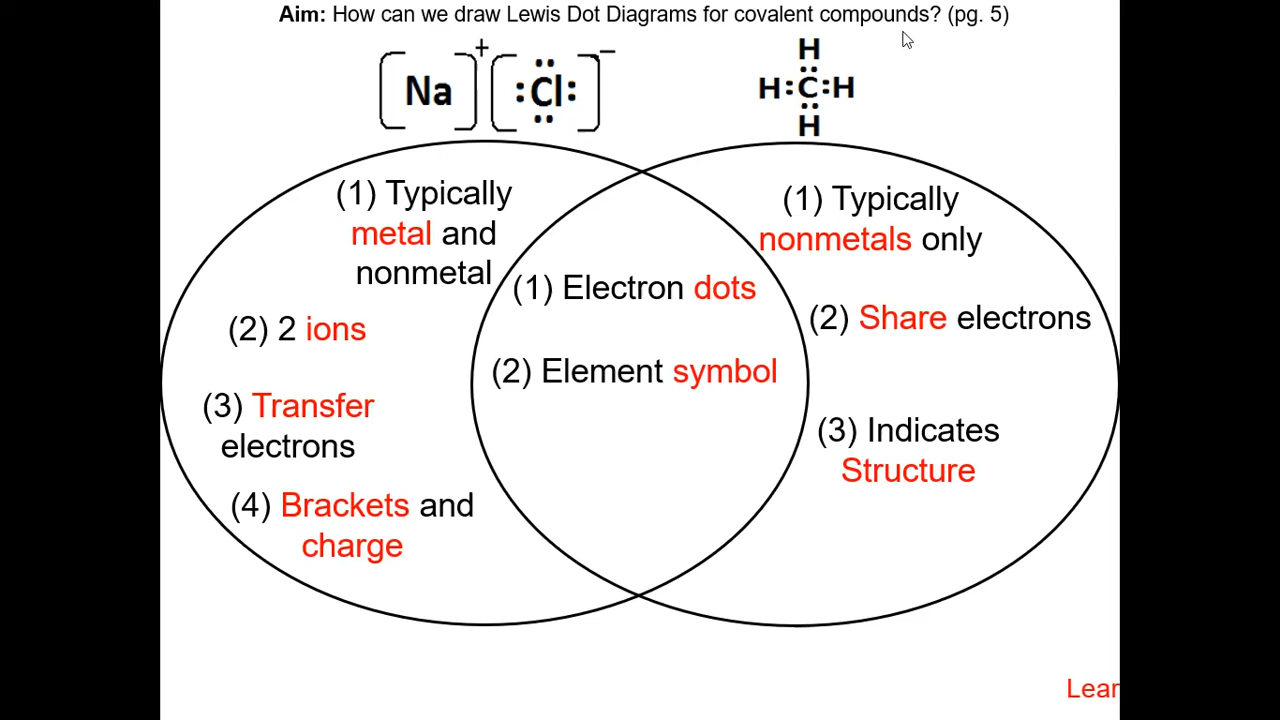 Aim: How can we draw Lewis Dot Diagrams for covalent compounds? (pg. 5)
[Na]+ [:Cl:]−
H
H:C:H
H
(1) Typically
metal and
nonmetal
(2) 2 ions
(3) Transfer
electrons
(4) Brackets and
charge
(1) Electron dots
(2) Element symbol
(1) Typically
nonmetals only
(2) Share electrons
(3) Indicates
Structure
Lear